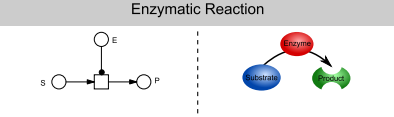 Enzymatic Reaction
E
S
P
Enzyme
Substrate
Product